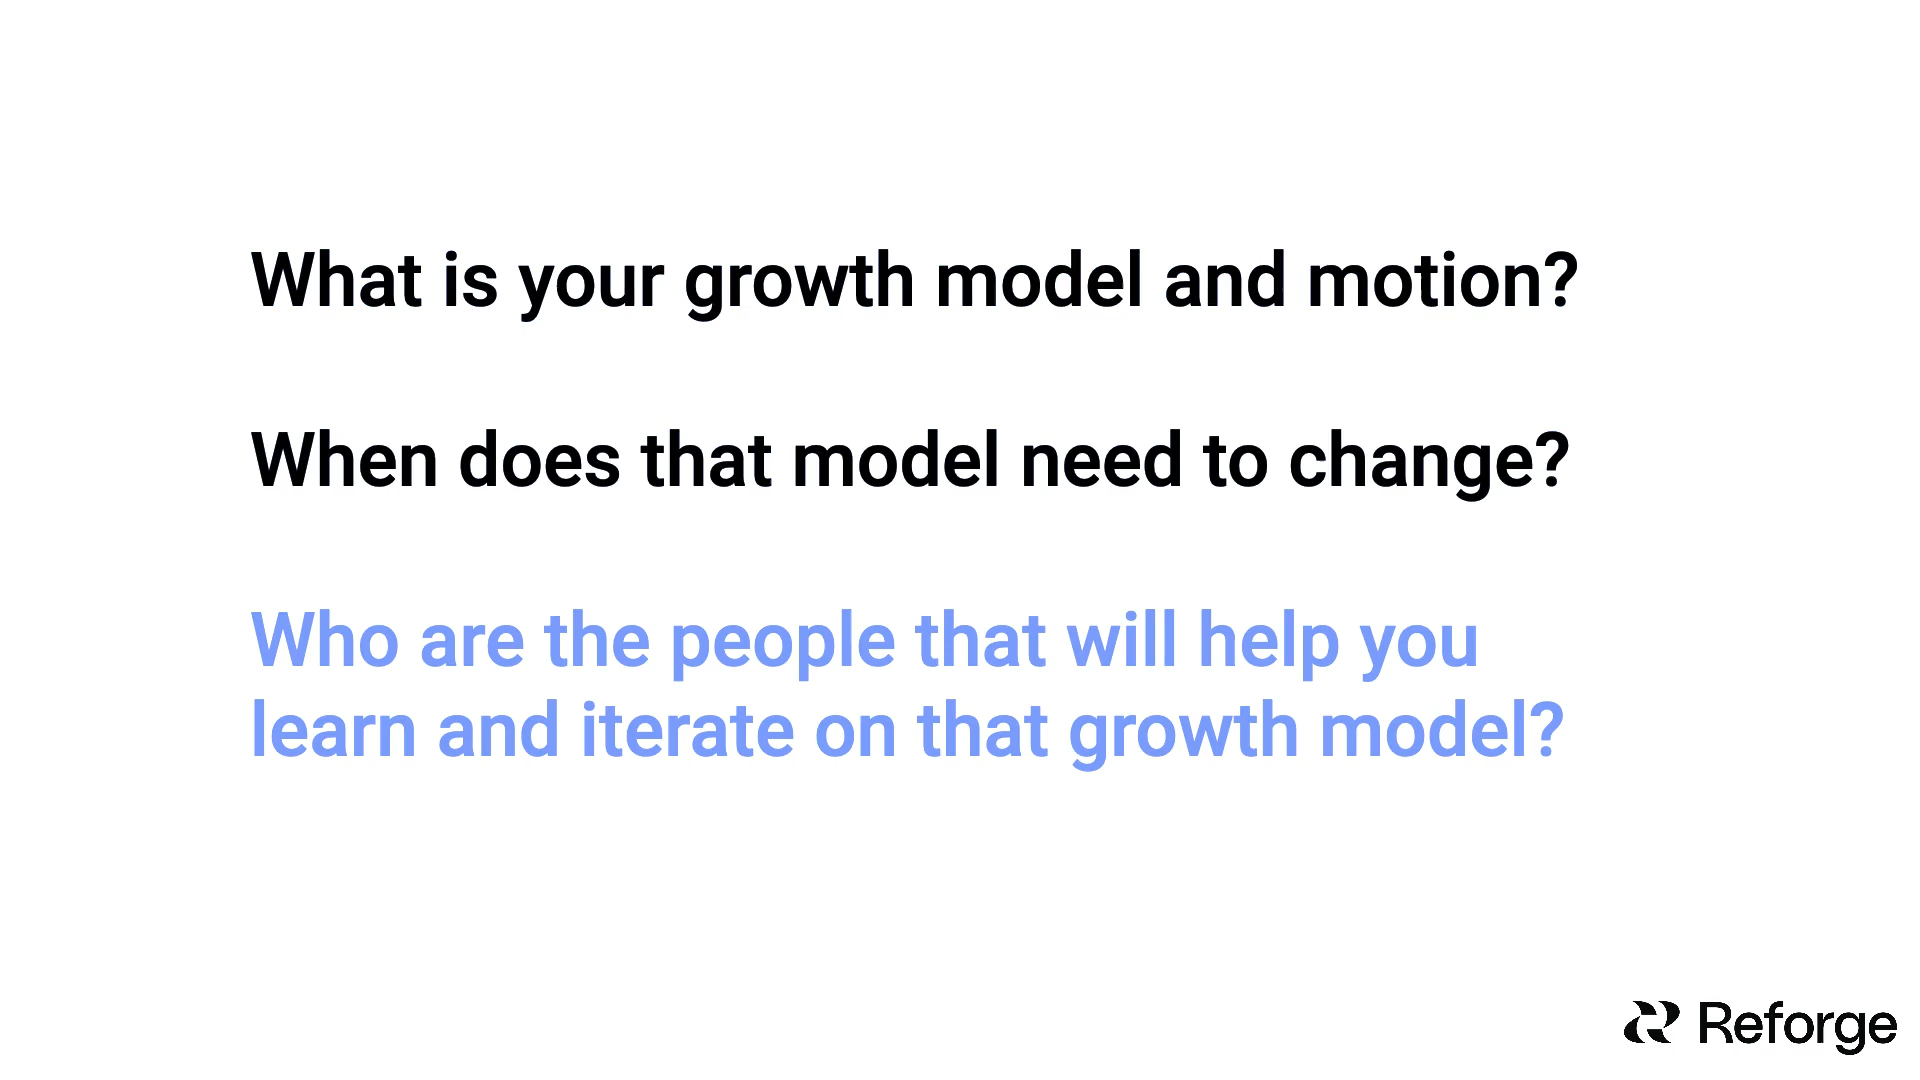 What is your growth model and motion?
When does that model need to change?
Who are the people that will help you
learn and iterate on that growth model?
Reforge